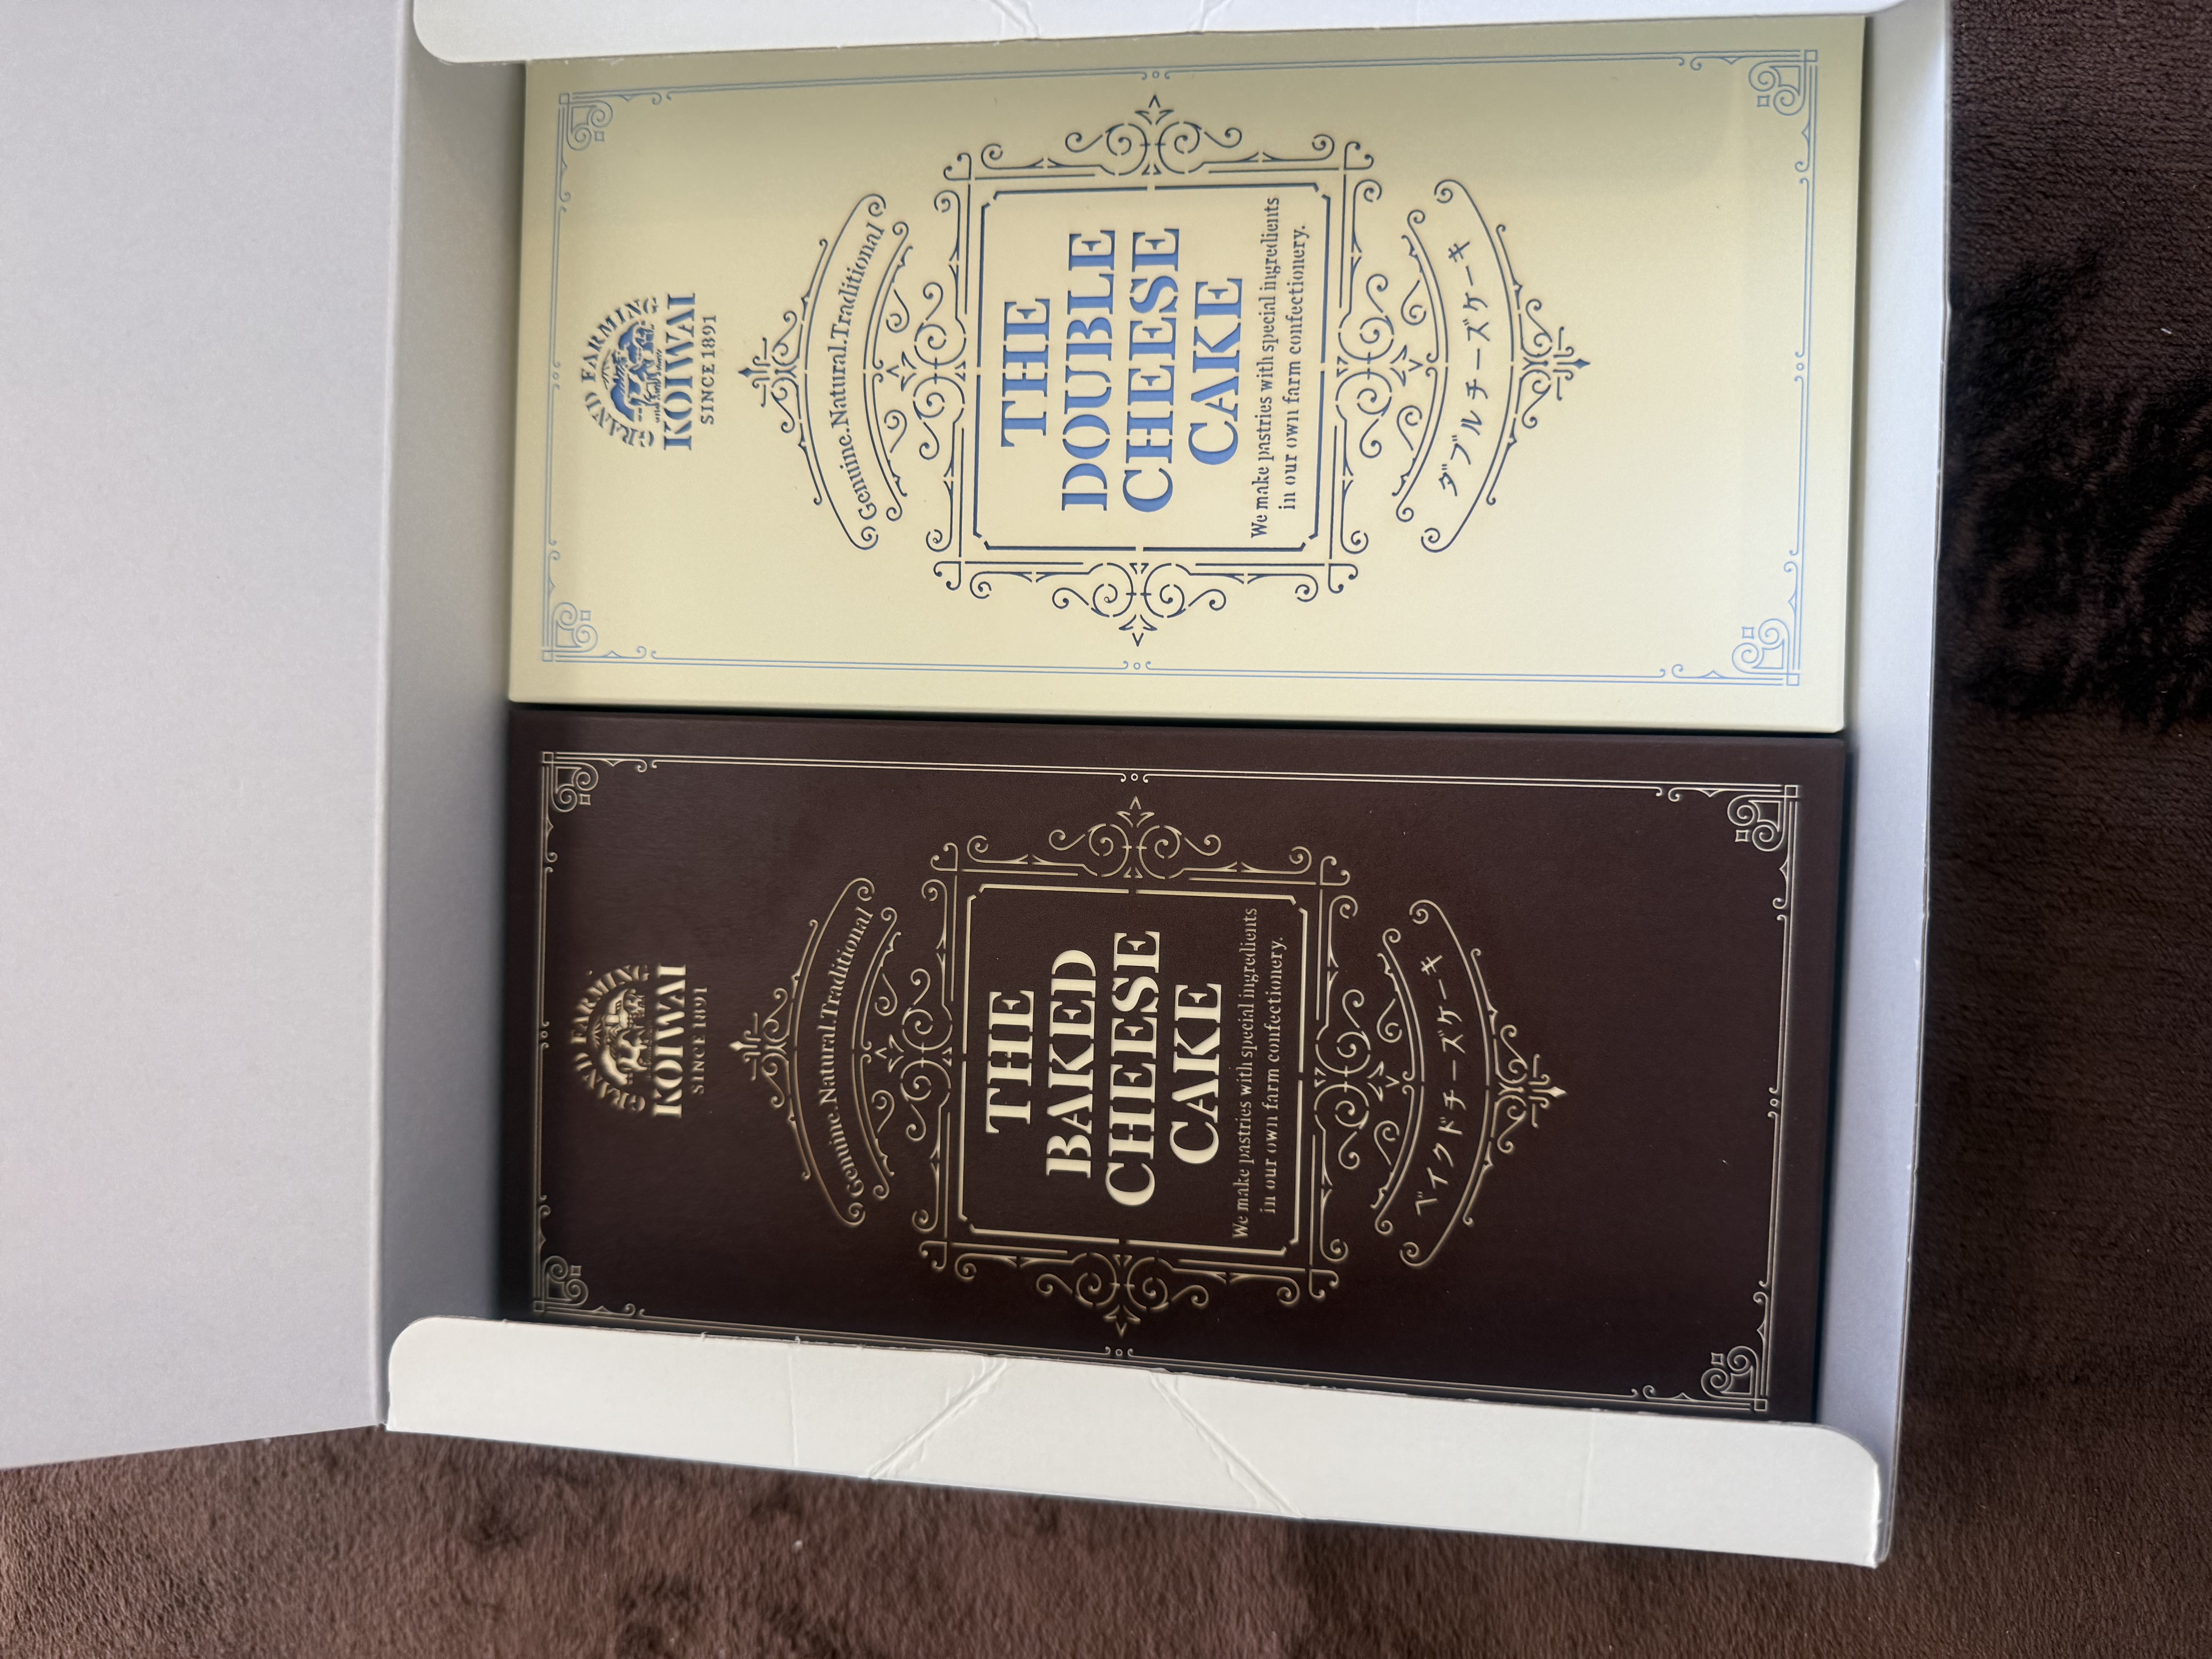 GRAND FARMING
KOIWAI
SINCE 1891
Genuine.Natural.Traditional
THE
DOUBLE
CHEESE
CAKE
We make pastries with special ingredients
in our own farm confectionery.
ダブルチーズケーキ
GRAND FARMING
KOIWAI
SINCE 1891
Genuine.Natural.Traditional
THE
BAKED
CHEESE
CAKE
We make pastries with special ingredients
in our own farm confectionery.
ベイクドチーズケーキ